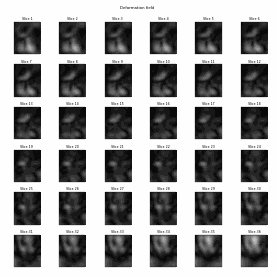 Deformation field
Slice 1 Slice 2 Slice 3 Slice 4 Slice 5 Slice 6
Slice 7 Slice 8 Slice 9 Slice 10 Slice 11 Slice 12
Slice 13 Slice 14 Slice 15 Slice 16 Slice 17 Slice 18
Slice 19 Slice 20 Slice 21 Slice 22 Slice 23 Slice 24
Slice 25 Slice 26 Slice 27 Slice 28 Slice 29 Slice 30
Slice 31 Slice 32 Slice 33 Slice 34 Slice 35 Slice 36